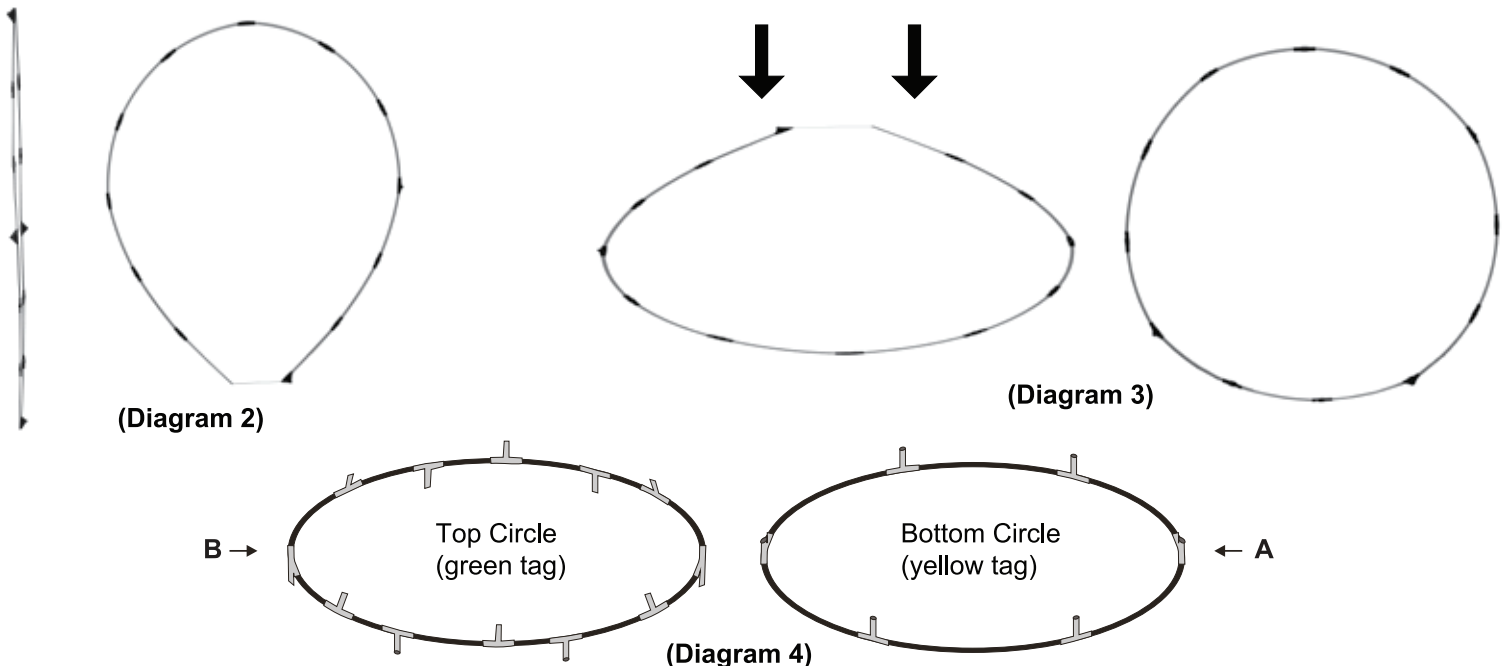 (Diagram 2)
(Diagram 3)
B
Top Circle
(green tag)
Bottom Circle
(yellow tag)
A
(Diagram 4)